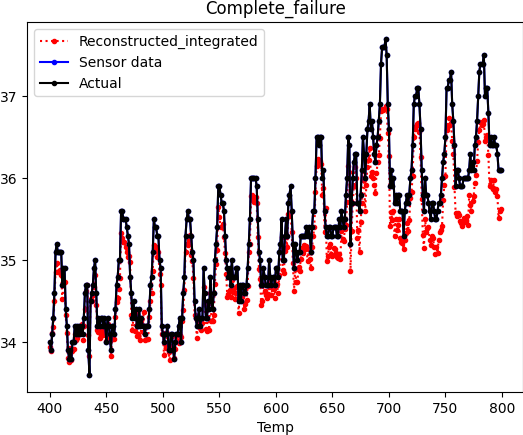 Complete_failure
Reconstructed_integrated
Sensor data
Actual
37
36
35
34
400 450 500 550 600 650 700 750 800
Temp